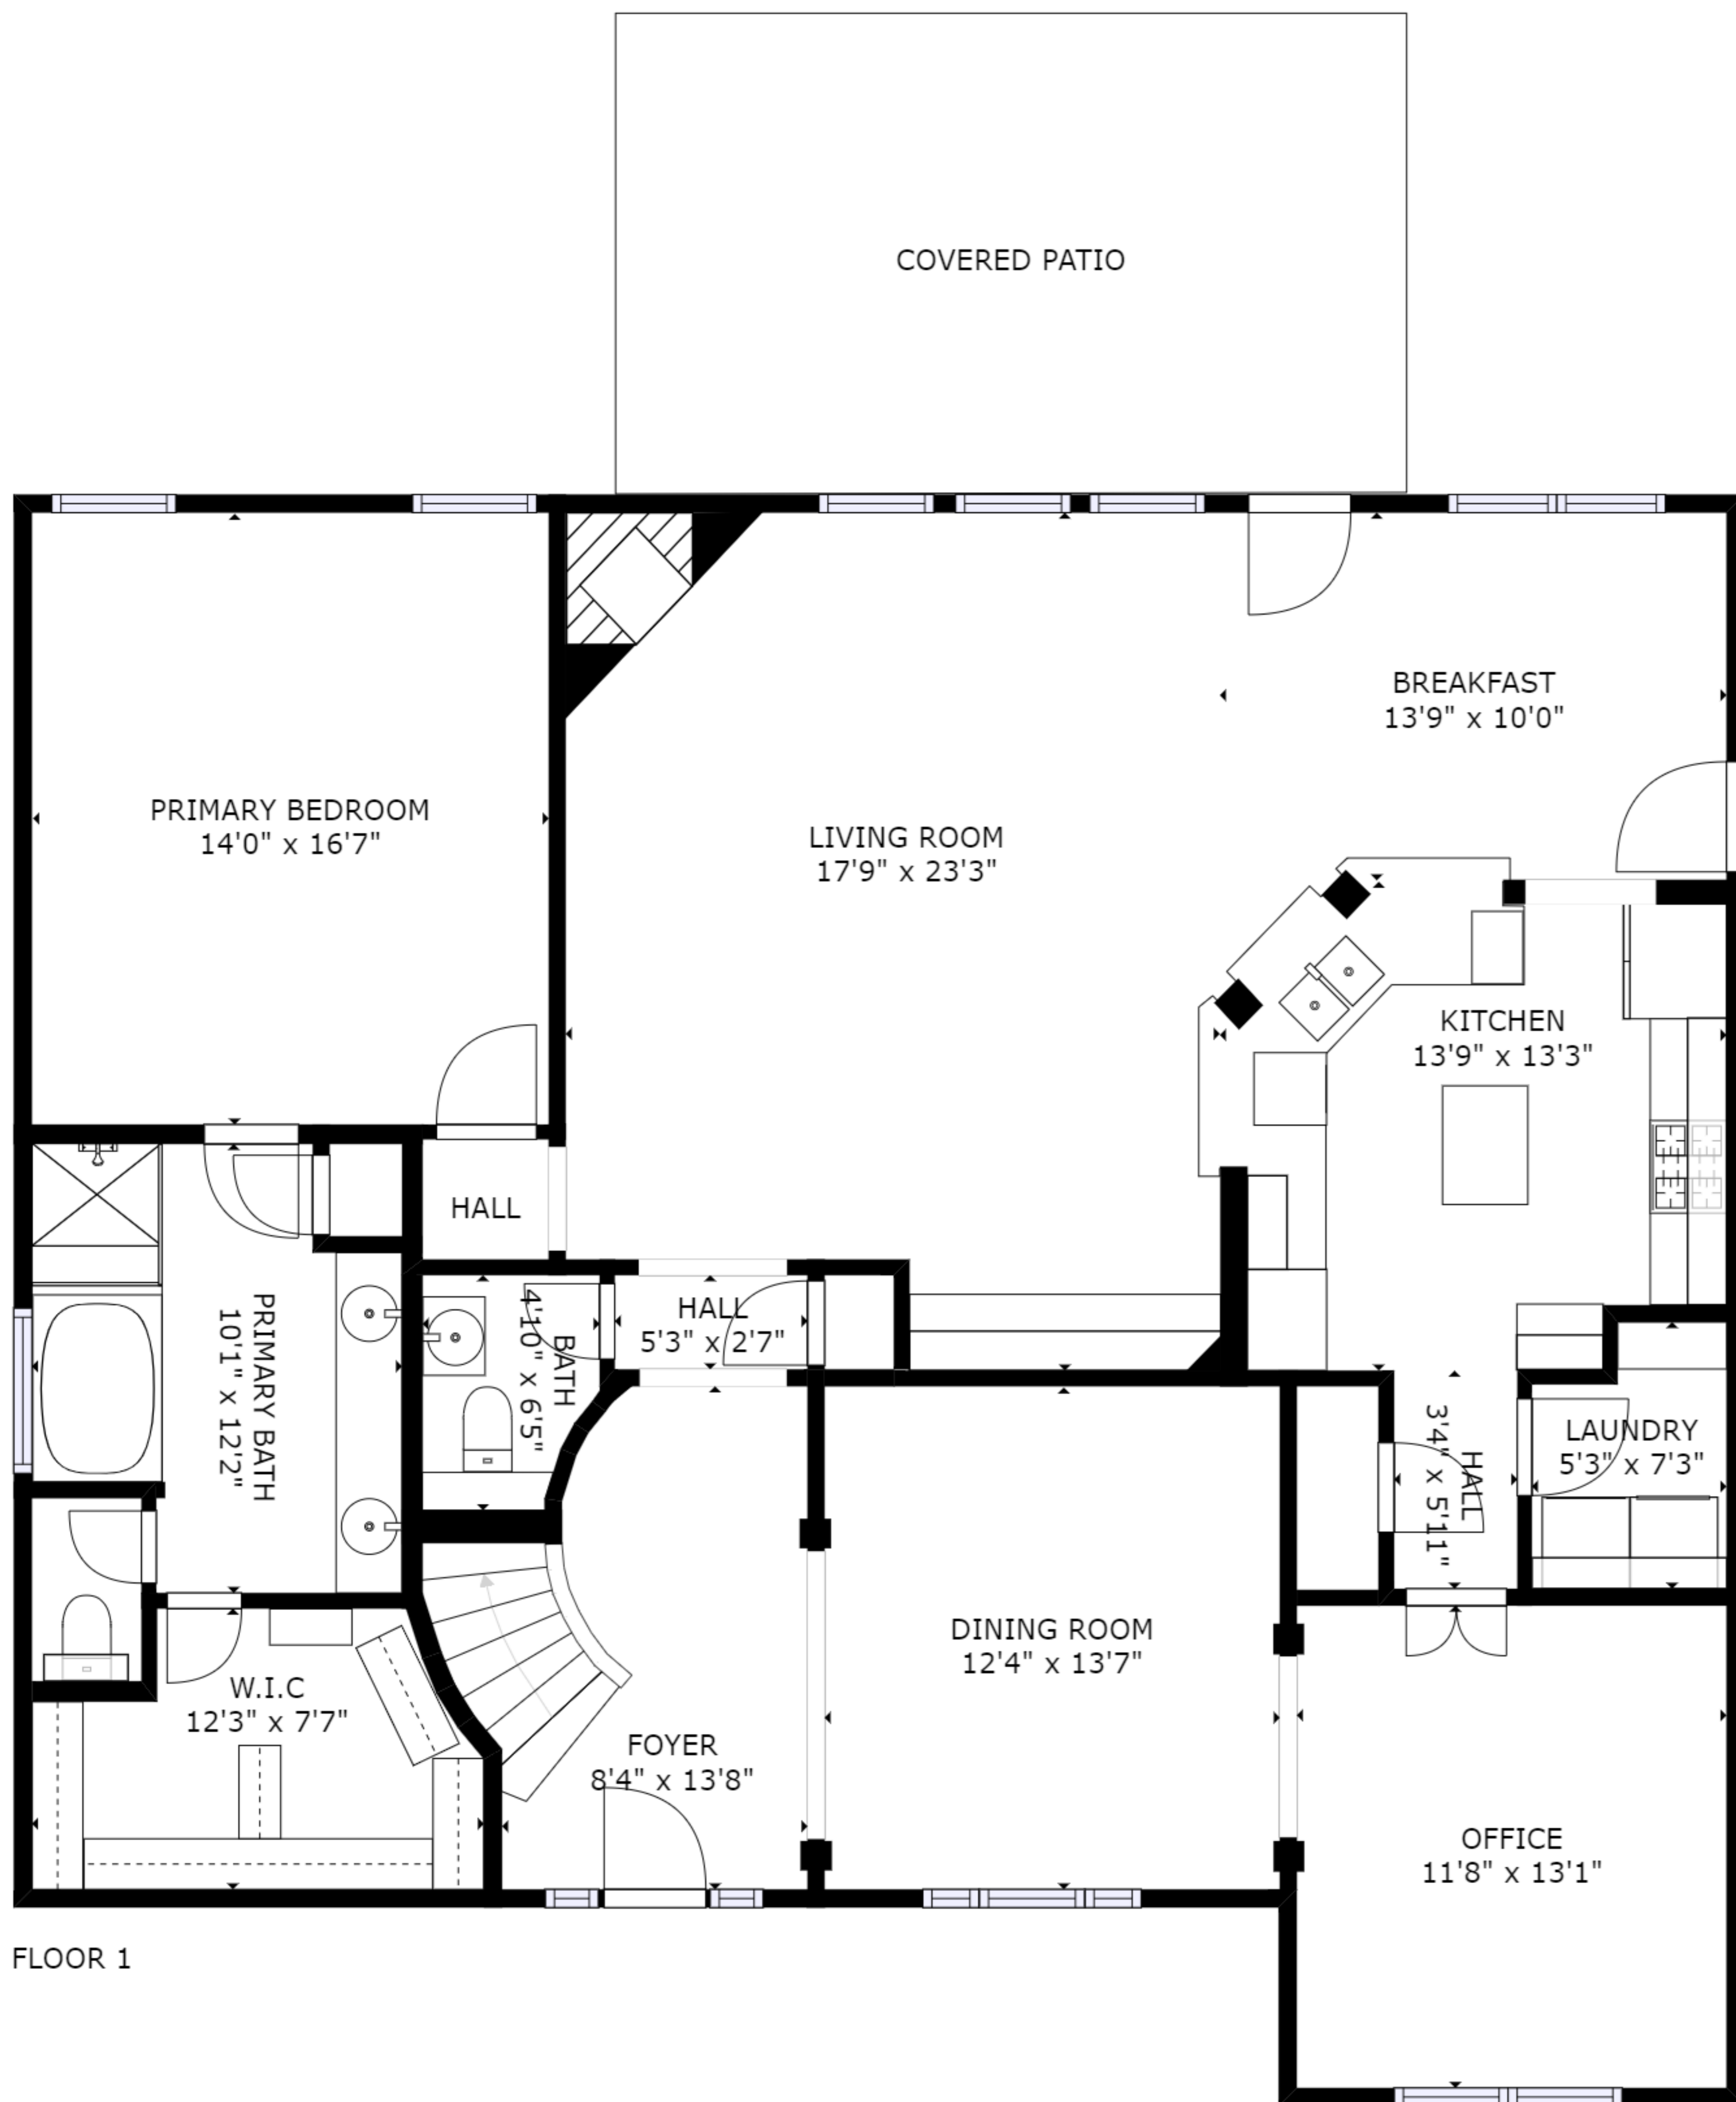 COVERED PATIO
BREAKFAST
13'9" x 10'0"
PRIMARY BEDROOM
14'0" x 16'7"
LIVING ROOM
17'9" x 23'3"
KITCHEN
13'9" x 13'3"
HALL
HALL
5'3" x 2'7"
BATH
4'10" x 6'5"
PRIMARY BATH
10'1" x 12'2"
HALL
3'4" x 5'11"
LAUNDRY
5'3" x 7'3"
DINING ROOM
12'4" x 13'7"
W.I.C
12'3" x 7'7"
FOYER
8'4" x 13'8"
OFFICE
11'8" x 13'1"
FLOOR 1